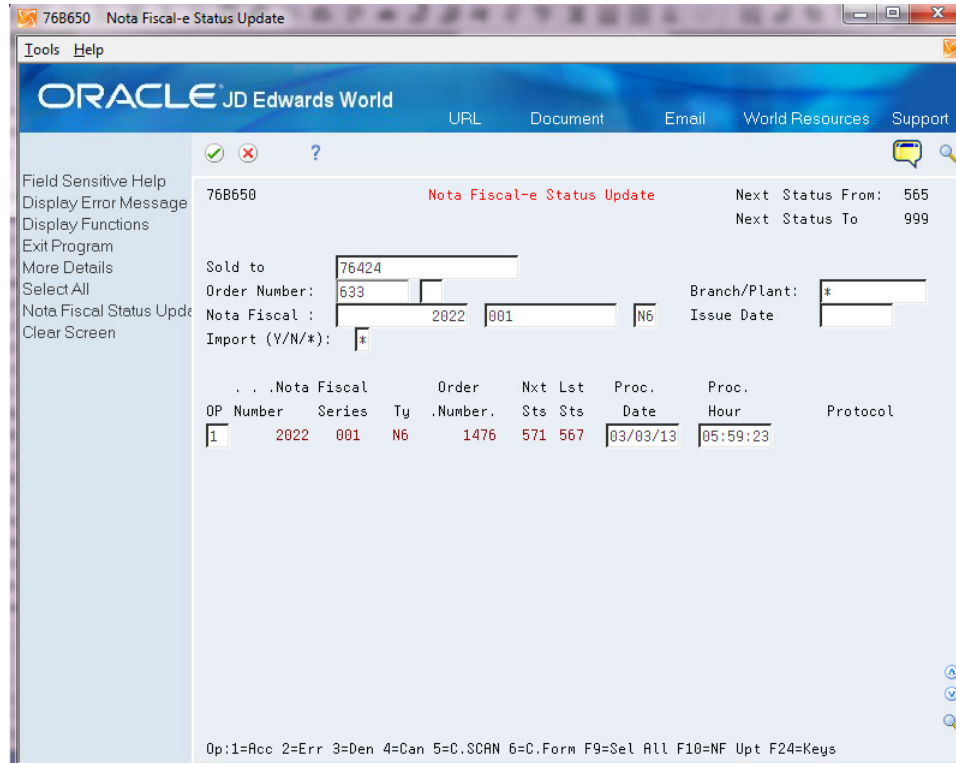 76B650 Nota Fiscal-e Status Update
Tools Help
ORACLE JD Edwards World
URL Document Email World Resources Support
?
Field Sensitive Help
Display Error Message
Display Functions
Exit Program
More Details
Select All
Nota Fiscal Status Upda
Clear Screen
76B650 Nota Fiscal-e Status Update Next Status From: 565
Next Status To 999
Sold to 76424
Order Number: 633 Branch/Plant: *
Nota Fiscal : 2022 001 N6 Issue Date
Import (Y/N/*): *
. . .Nota Fiscal Order Nxt Lst Proc. Proc.
OP Number Series Ty .Number. Sts Sts Date Hour Protocol
1 2022 001 N6 1476 571 567 03/03/13 05:59:23
Op:1=Acc 2=Err 3=Den 4=Can 5=C.SCAN 6=C.Form F9=Sel All F10=NF Upt F24=Keys